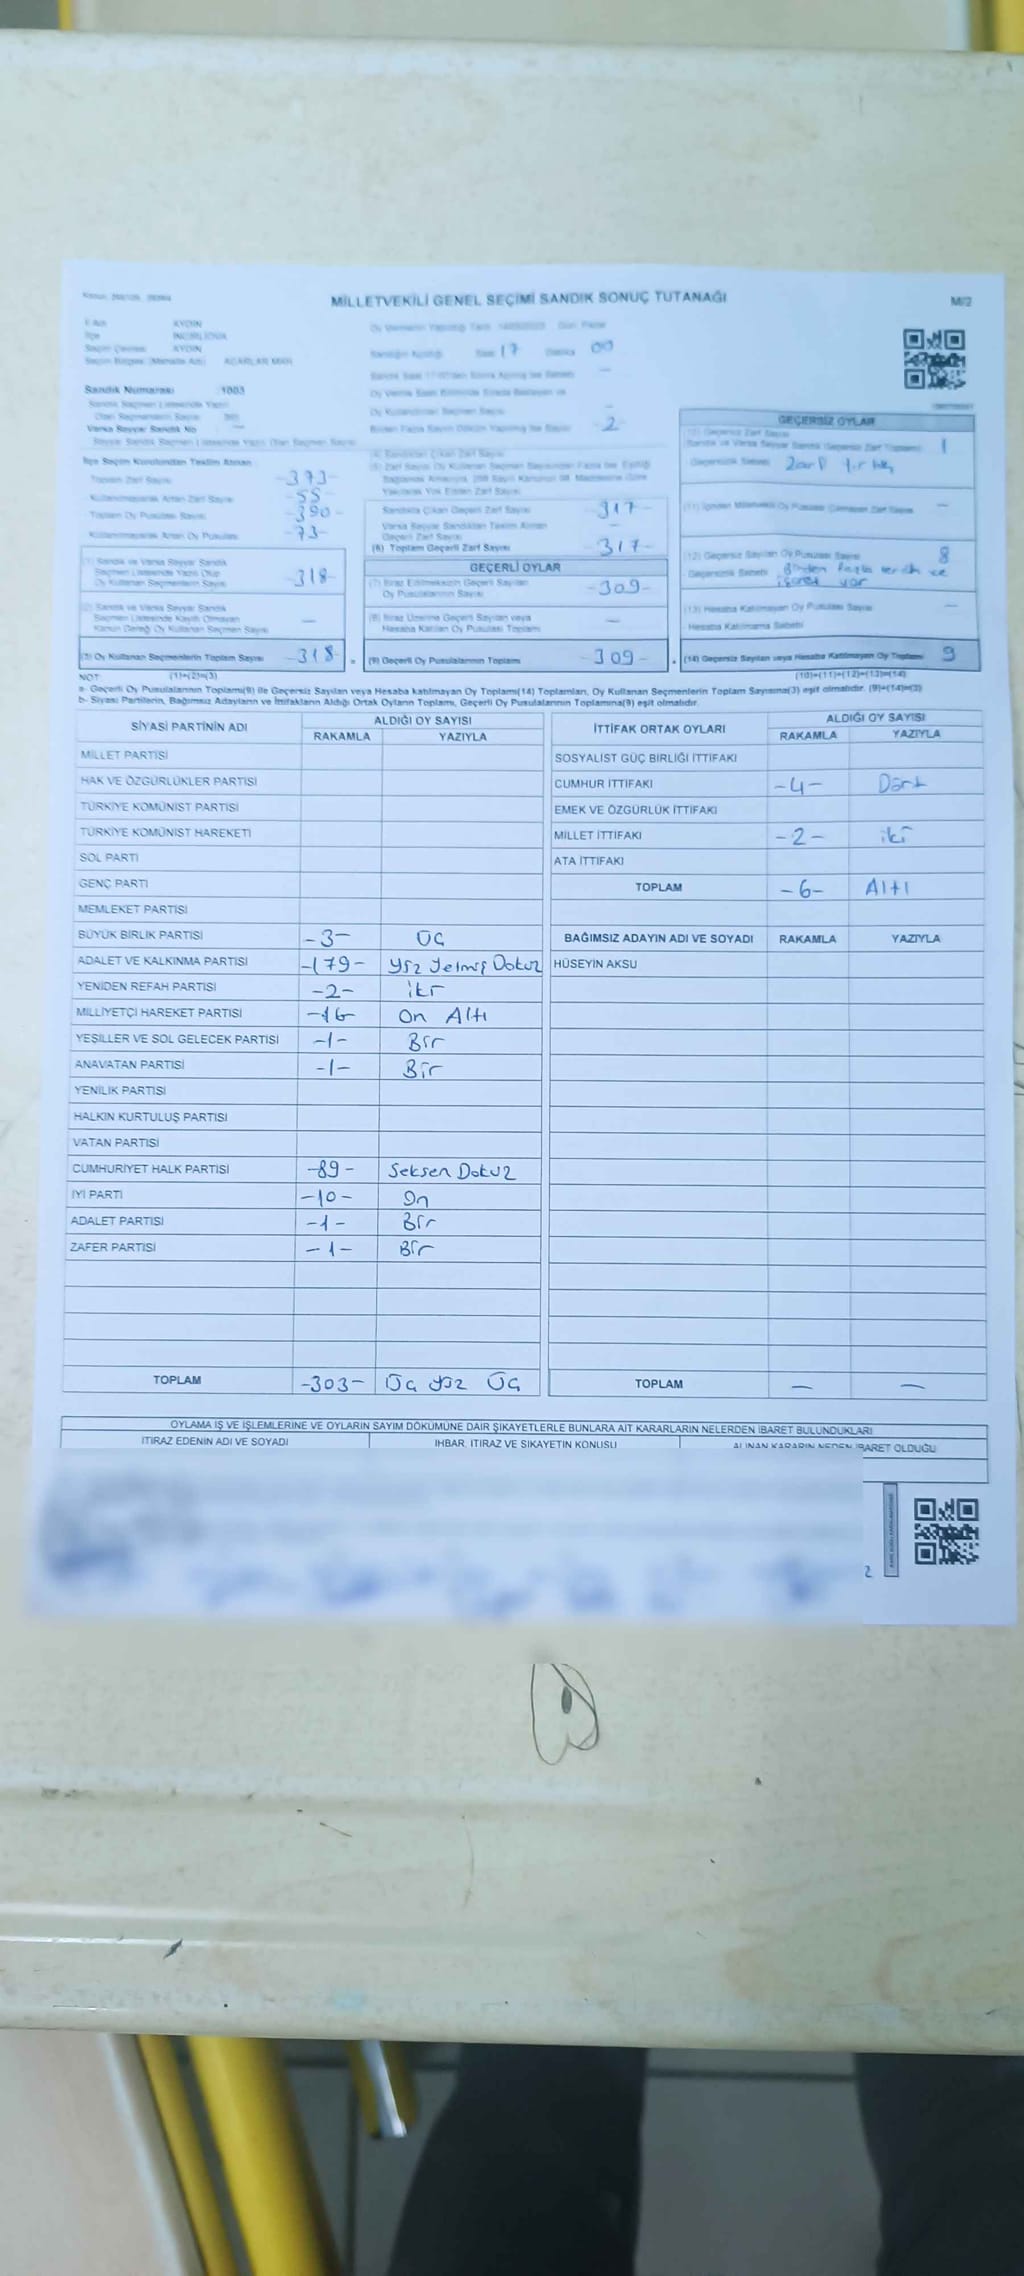 MİLLETVEKİLİ GENEL SEÇİMİ SANDIK SONUÇ TUTANAĞI
M/2
İl Adı AYDIN
İlçe İNCİRLİOVA
Seçim Çevresi AYDIN
Seçim Bölgesi (Mahalle Adı) ACARLAR MAH.
Saat 17 Dakika 00
Sandık Numarası 1003
Varsa Seyyar Sandık No
-2-
İlçe Seçim Kurulundan Teslim Alınan
Toplam Zarf Sayısı -373-
Kullanılmayarak Artan Zarf Sayısı -55-
Toplam Oy Pusulası Sayısı -390-
Kullanılmayarak Artan Oy Pusulası -73-
(1) Sandık ve Varsa Seyyar Sandık
Seçmen Listesinde Yazılı Olup
Oy Kullanan Seçmenlerin Sayısı -318-
(2) Sandık ve Varsa Seyyar Sandık
Seçmen Listesinde Kayıtlı Olmayan
Kanun Gereği Oy Kullanan Seçmen Sayısı —
(3) Oy Kullanan Seçmenlerin Toplam Sayısı -318-
Sandıkta Çıkan Geçerli Zarf Sayısı -317-
Varsa Seyyar Sandıktan Teslim Alınan
Geçerli Zarf Sayısı —
(6) Toplam Geçerli Zarf Sayısı -317-
GEÇERLİ OYLAR
(7) İtiraz Edilmeksizin Geçerli Sayılan
Oy Pusulalarının Sayısı -309-
(8) İtiraz Üzerine Geçerli Sayılan veya
Hesaba Katılan Oy Pusulası Toplamı —
= (9) Geçerli Oy Pusulalarının Toplamı -309-
GEÇERSİZ OYLAR
(10) Geçersiz Zarf Sayısı
1
Geçersizlik Sebebi Zarf
(12) Geçersiz Sayılan Oy Pusulası Sayısı 8
Geçersizlik Sebebi Birden fazla tercih ve
işaret var
(13) Hesaba Katılmayan Oy Pusulası Sayısı —
Hesaba Katılmama Sebebi
+ (14) Geçersiz Sayılan veya Hesaba Katılmayan Oy Toplamı 9
NOT: (1)+(2)=(3) (10)+(11)+(12)+(13)=(14)
a- Geçerli Oy Pusulalarının Toplamı(9) ile Geçersiz Sayılan veya Hesaba katılmayan Oy Toplamı(14) Toplamları, Oy Kullanan Seçmenlerin Toplam Sayısına(3) eşit olmalıdır. (9)+(14)=(3)
b- Siyasi Partilerin, Bağımsız Adayların ve İttifakların Aldığı Ortak Oyların Toplamı, Geçerli Oy Pusulalarının Toplamına(9) eşit olmalıdır.
SİYASİ PARTİNİN ADI ALDIĞI OY SAYISI
RAKAMLA YAZIYLA
MİLLET PARTİSİ
HAK VE ÖZGÜRLÜKLER PARTİSİ
TÜRKİYE KOMÜNİST PARTİSİ
TÜRKİYE KOMÜNİST HAREKETİ
SOL PARTİ
GENÇ PARTİ
MEMLEKET PARTİSİ
BÜYÜK BİRLİK PARTİSİ -3- ÜÇ
ADALET VE KALKINMA PARTİSİ -179- Yüz Yetmiş Dokuz
YENİDEN REFAH PARTİSİ -2- iki
MİLLİYETÇİ HAREKET PARTİSİ -16- On Altı
YEŞİLLER VE SOL GELECEK PARTİSİ -1- Bir
ANAVATAN PARTİSİ -1- Bir
YENİLİK PARTİSİ
HALKIN KURTULUŞ PARTİSİ
VATAN PARTİSİ
CUMHURİYET HALK PARTİSİ -89- Seksen Dokuz
İYİ PARTİ -10- On
ADALET PARTİSİ -1- Bir
ZAFER PARTİSİ -1- Bir
TOPLAM -303- Üç yüz Üç
İTTİFAK ORTAK OYLARI ALDIĞI OY SAYISI
RAKAMLA YAZIYLA
SOSYALİST GÜÇ BİRLİĞİ İTTİFAKI
CUMHUR İTTİFAKI -4- Dört
EMEK VE ÖZGÜRLÜK İTTİFAKI
MİLLET İTTİFAKI -2- iki
ATA İTTİFAKI
TOPLAM -6- Altı
BAĞIMSIZ ADAYIN ADI VE SOYADI RAKAMLA YAZIYLA
HÜSEYİN AKSU
TOPLAM — —
OYLAMA İŞ VE İŞLEMLERİNE VE OYLARIN SAYIM DÖKÜMÜNE DAİR ŞİKAYETLERLE BUNLARA AİT KARARLARIN NELERDEN İBARET BULUNDUKLARI
İTİRAZ EDENİN ADI VE SOYADI İHBAR, İTİRAZ VE ŞİKAYETİN KONUSU ALINAN KARARIN NEDEN İBARET OLDUĞU
2